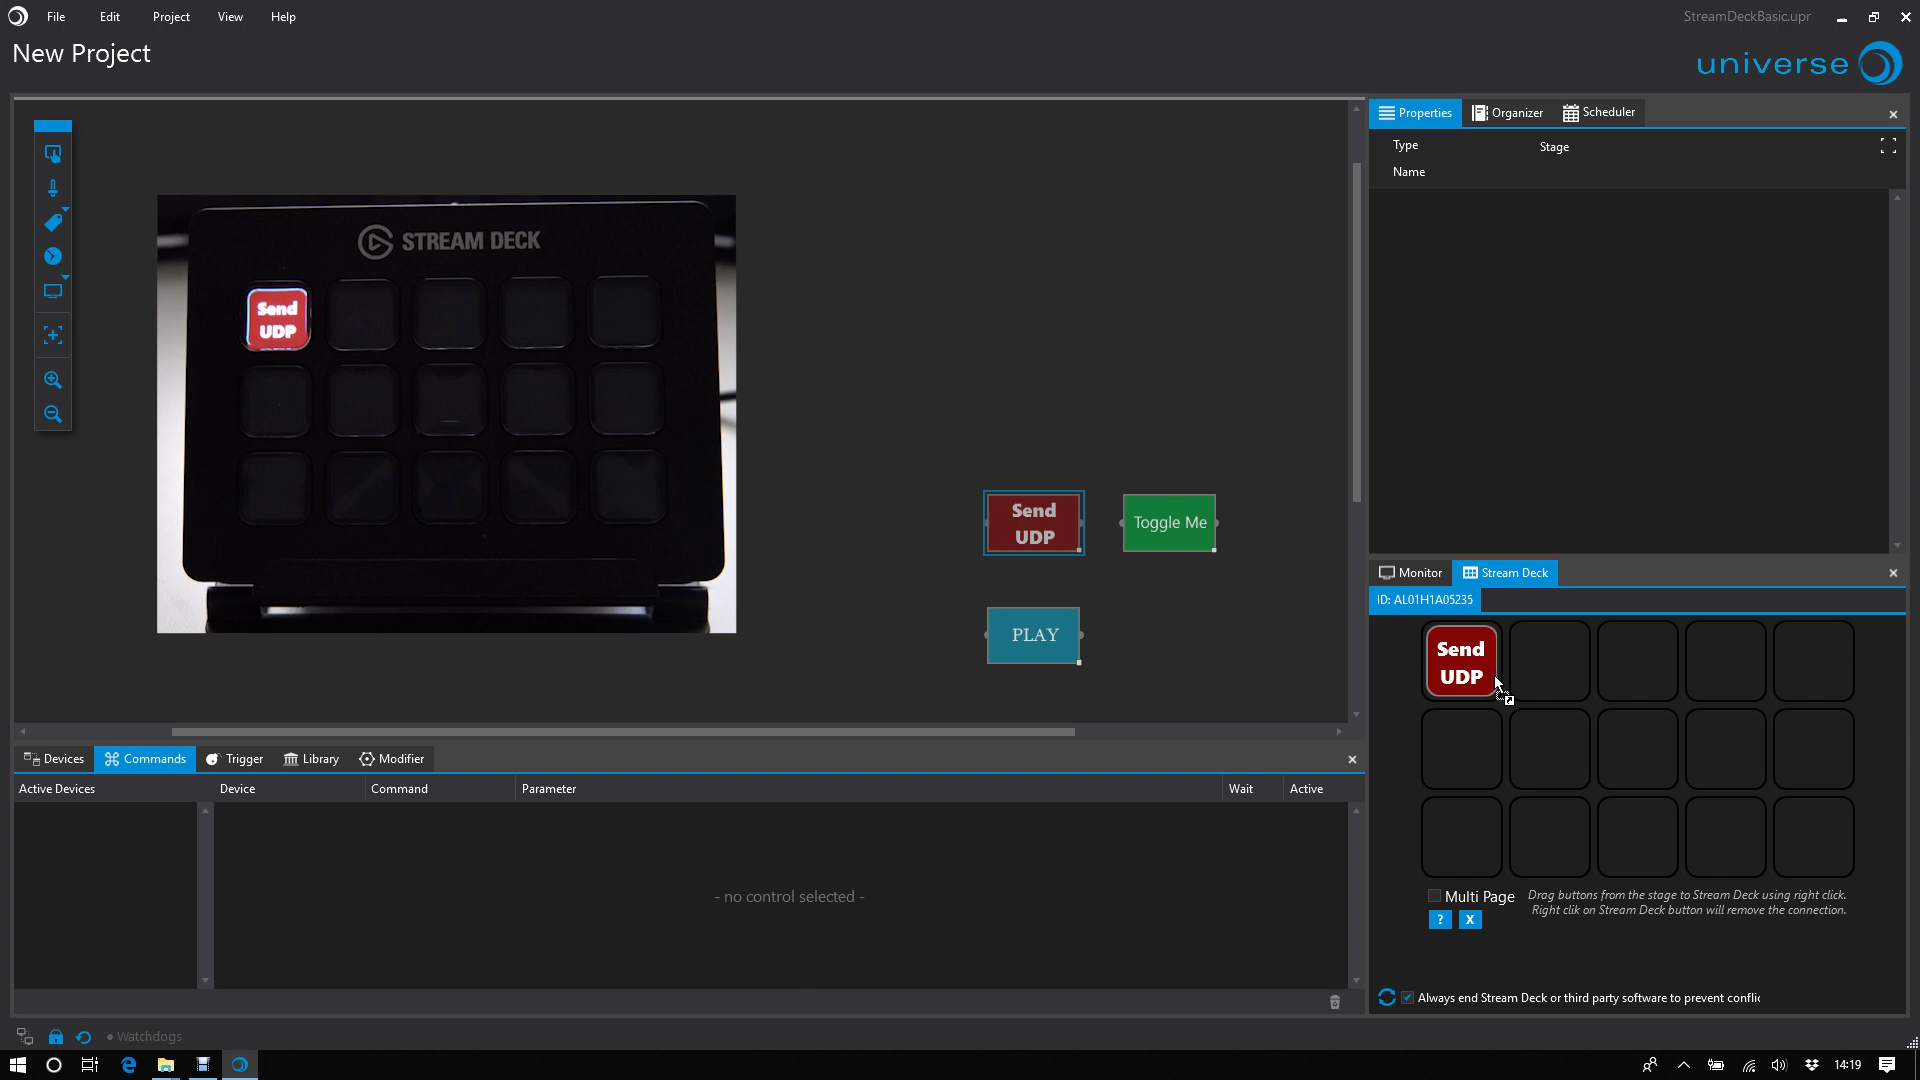 File Edit Project View Help
StreamDeckBasic.upr
New Project
universe
Properties Organizer Scheduler
Type Stage
Name
STREAM DECK
Send
UDP
Send
UDP
Toggle Me
PLAY
Monitor Stream Deck
ID: AL01H1A05235
Send
UDP
Multi Page
Drag buttons from the stage to Stream Deck using right click.
Right clik on Stream Deck button will remove the connection.
? X
Always end Stream Deck or third party software to prevent conflic
Devices Commands Trigger Library Modifier
Active Devices Device Command Parameter Wait Active
- no control selected -
Watchdogs
14:19